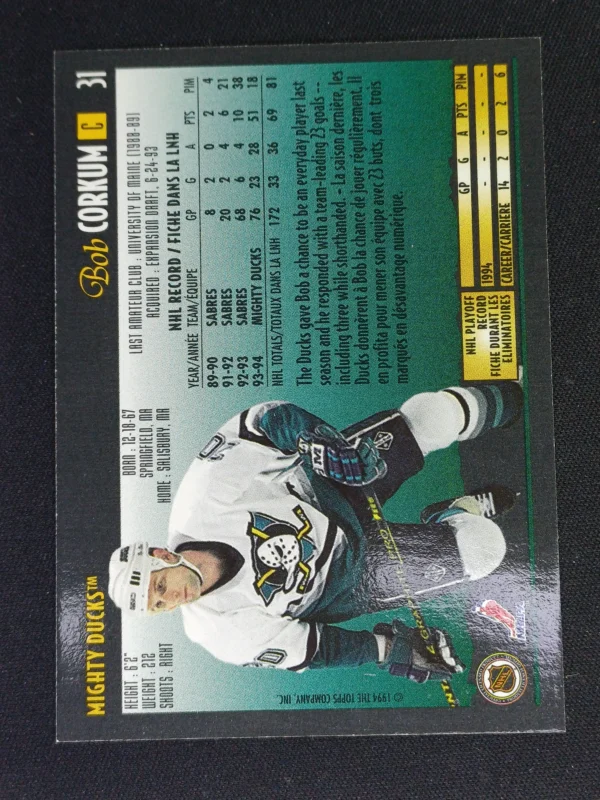 MIGHTY DUCKS™
Bob CORKUM C 31
HEIGHT : 6'2"
WEIGHT : 212
SHOOTS : RIGHT
BORN : 12-18-67
SPRINGFIELD, MA
HOME : SALISBURY, MA
LAST AMATEUR CLUB : UNIVERSITY OF MAINE (1988-89)
ACQUIRED : EXPANSION DRAFT, 6-24-93
NHL RECORD / FICHE DANS LA LNH
YEAR/ANNÉE TEAM/ÉQUIPE GP G A PTS PIM
89-90 SABRES 8 2 0 2 4
91-92 SABRES 20 2 4 6 21
92-93 SABRES 68 6 4 10 38
93-94 MIGHTY DUCKS 76 23 28 51 18
NHL TOTALS/TOTAUX DANS LA LNH 172 33 36 69 81
The Ducks gave Bob a chance to be an everyday player last
season and he responded with a team-leading 23 goals --
including three while shorthanded. - La saison dernière, les
Ducks donnèrent à Bob la chance de jouer régulièrement. Il
en profita pour mener son équipe avec 23 buts, dont trois
marqués en désavantage numérique.
NHL PLAYOFF
RECORD
FICHE DURANT LES
ELIMINATOIRES
GP G A PTS PIM
1994 - - - - -
CAREER/CARRIERE 14 2 0 2 6
20
20
© 1994 THE TOPPS
COMPANY, INC.
NHL